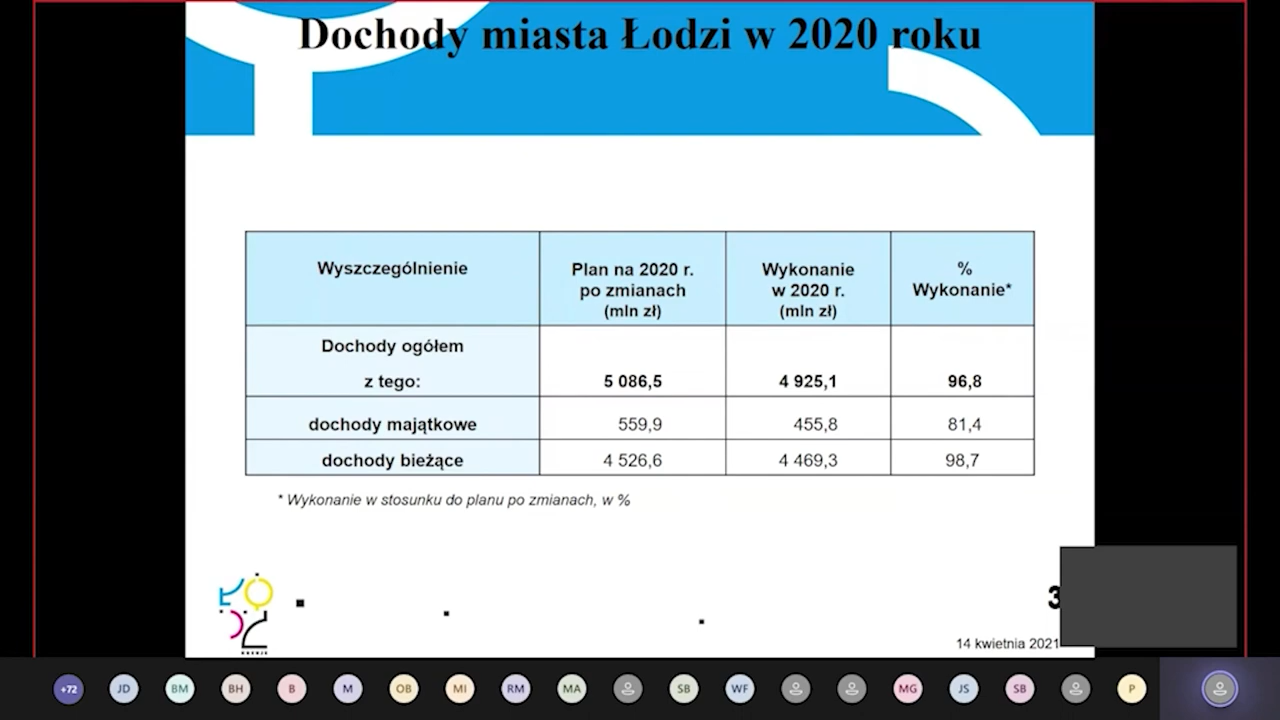 Dochody miasta Łodzi w 2020 roku
Wyszczególnienie
Plan na 2020 r.
po zmianach
(mln zł)
Wykonanie
w 2020 r.
(mln zł)
%
Wykonanie*
Dochody ogółem
z tego:
5 086,5
4 925,1
96,8
dochody majątkowe
559,9
455,8
81,4
dochody bieżące
4 526,6
4 469,3
98,7
* Wykonanie w stosunku do planu po zmianach, w %
3
14 kwietnia 2021
+72
JD
BM
BH
B
M
OB
MI
RM
MA
SB
WF
MG
JS
SB
P